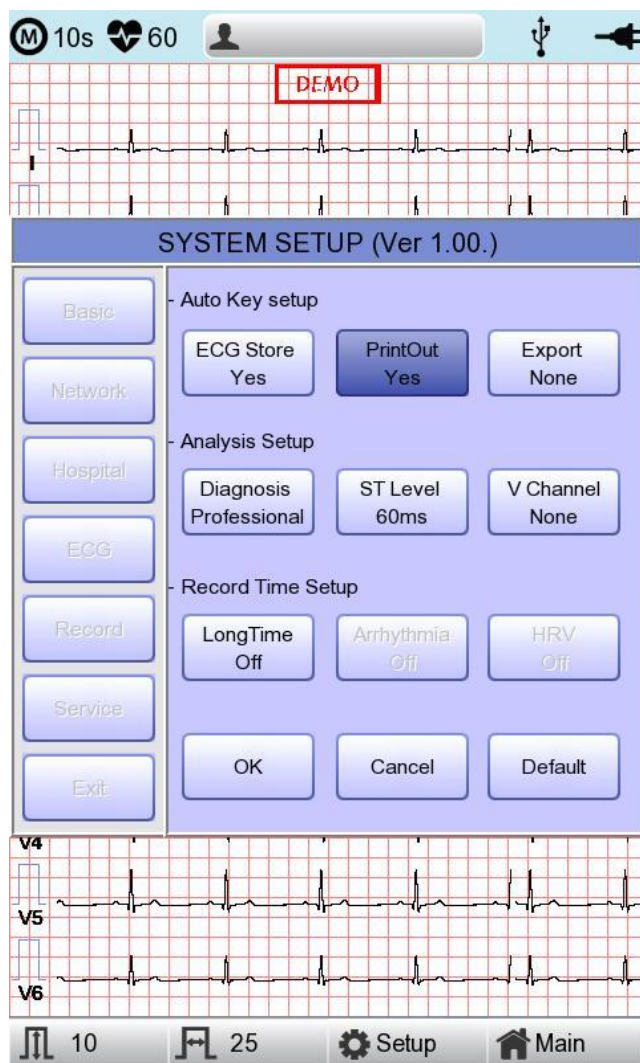 M 10s 60
DEMO
I
SYSTEM SETUP (Ver 1.00.)
Basic
Network
Hospital
ECG
Record
Service
Exit
- Auto Key setup
ECG Store
Yes
PrintOut
Yes
Export
None
- Analysis Setup
Diagnosis
Professional
ST Level
60ms
V Channel
None
- Record Time Setup
LongTime
Off
Arrhythmia
Off
HRV
Off
OK
Cancel
Default
V4
V5
V6
10
25
Setup
Main